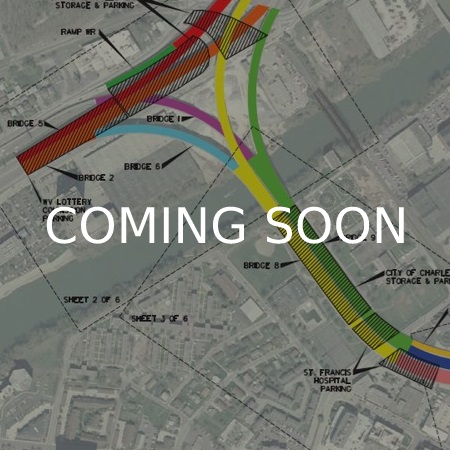 STORAGE & PARKING
RAMP WR
BRIDGE 5
BRIDGE 1
BRIDGE 6
BRIDGE 2
WV LOTTERY
PARKING
COMING SOON
BRIDGE 8
CITY OF CHARLE
STORAGE & PAR
SHEET 2 OF 6
SHEET 3 OF 6
ST. FRANCIS
HOSPITAL
PARKING